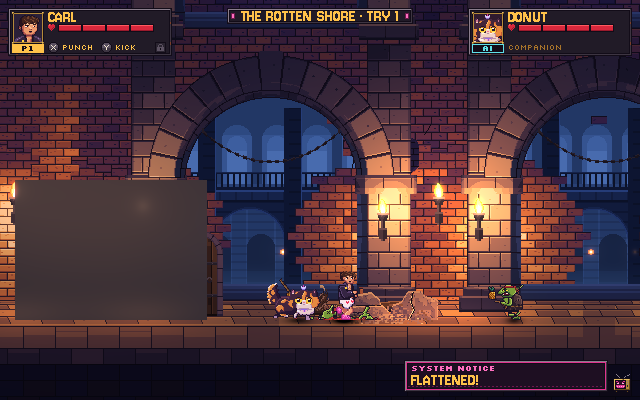 CARL
P1
X PUNCH Y KICK
THE ROTTEN SHORE · TRY 1
DONUT
AI
COMPANION
SYSTEM NOTICE
FLATTENED!